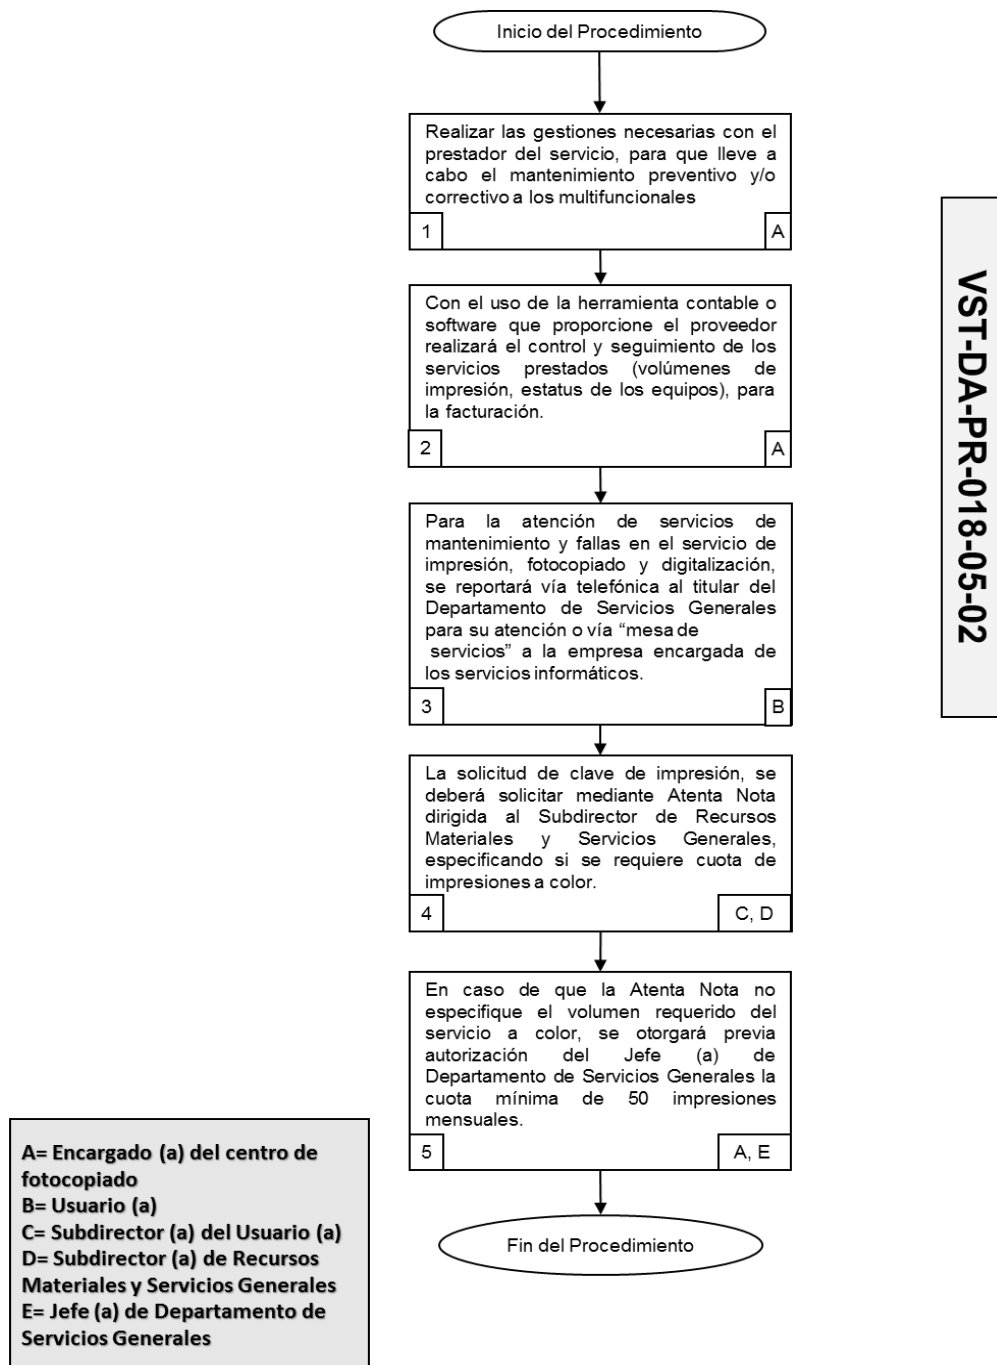 Inicio del Procedimiento
Realizar las gestiones necesarias con el
prestador del servicio, para que lleve a
cabo el mantenimiento preventivo y/o
correctivo a los multifuncionales
1
A
Con el uso de la herramienta contable o
software que proporcione el proveedor
realizará el control y seguimiento de los
servicios prestados (volúmenes de
impresión, estatus de los equipos), para
la facturación.
2
A
Para la atención de servicios de
mantenimiento y fallas en el servicio de
impresión, fotocopiado y digitalización,
se reportará vía telefónica al titular del
Departamento de Servicios Generales
para su atención o vía “mesa de
servicios” a la empresa encargada de
los servicios informáticos.
3
B
La solicitud de clave de impresión, se
deberá solicitar mediante Atenta Nota
dirigida al Subdirector de Recursos
Materiales y Servicios Generales,
especificando si se requiere cuota de
impresiones a color.
4
C, D
En caso de que la Atenta Nota no
especifique el volumen requerido del
servicio a color, se otorgará previa
autorización del Jefe (a) de
Departamento de Servicios Generales la
cuota mínima de 50 impresiones
mensuales.
5
A, E
Fin del Procedimiento
A= Encargado (a) del centro de
fotocopiado
B= Usuario (a)
C= Subdirector (a) del Usuario (a)
D= Subdirector (a) de Recursos
Materiales y Servicios Generales
E= Jefe (a) de Departamento de
Servicios Generales
VST-DA-PR-018-05-02